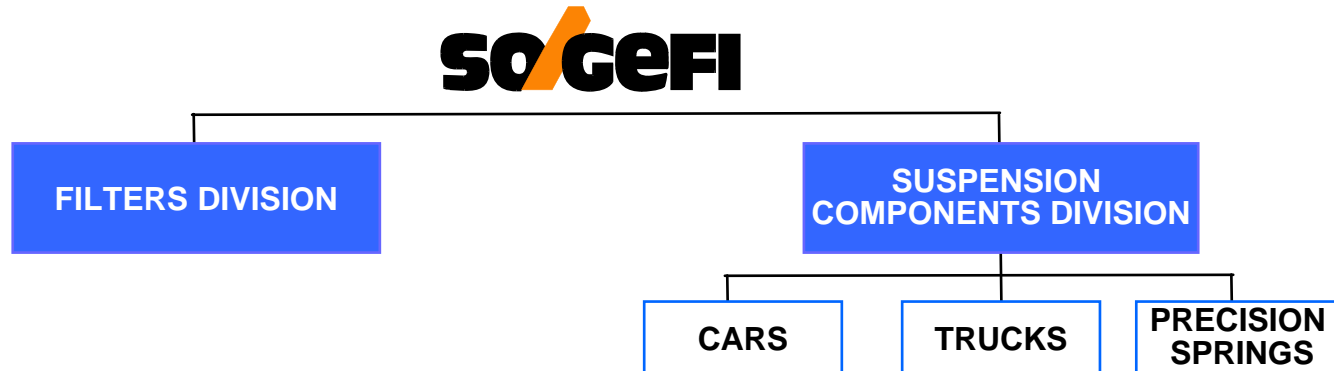 SOGeFI
FILTERS DIVISION
SUSPENSION
COMPONENTS DIVISION
CARS
TRUCKS
PRECISION
SPRINGS